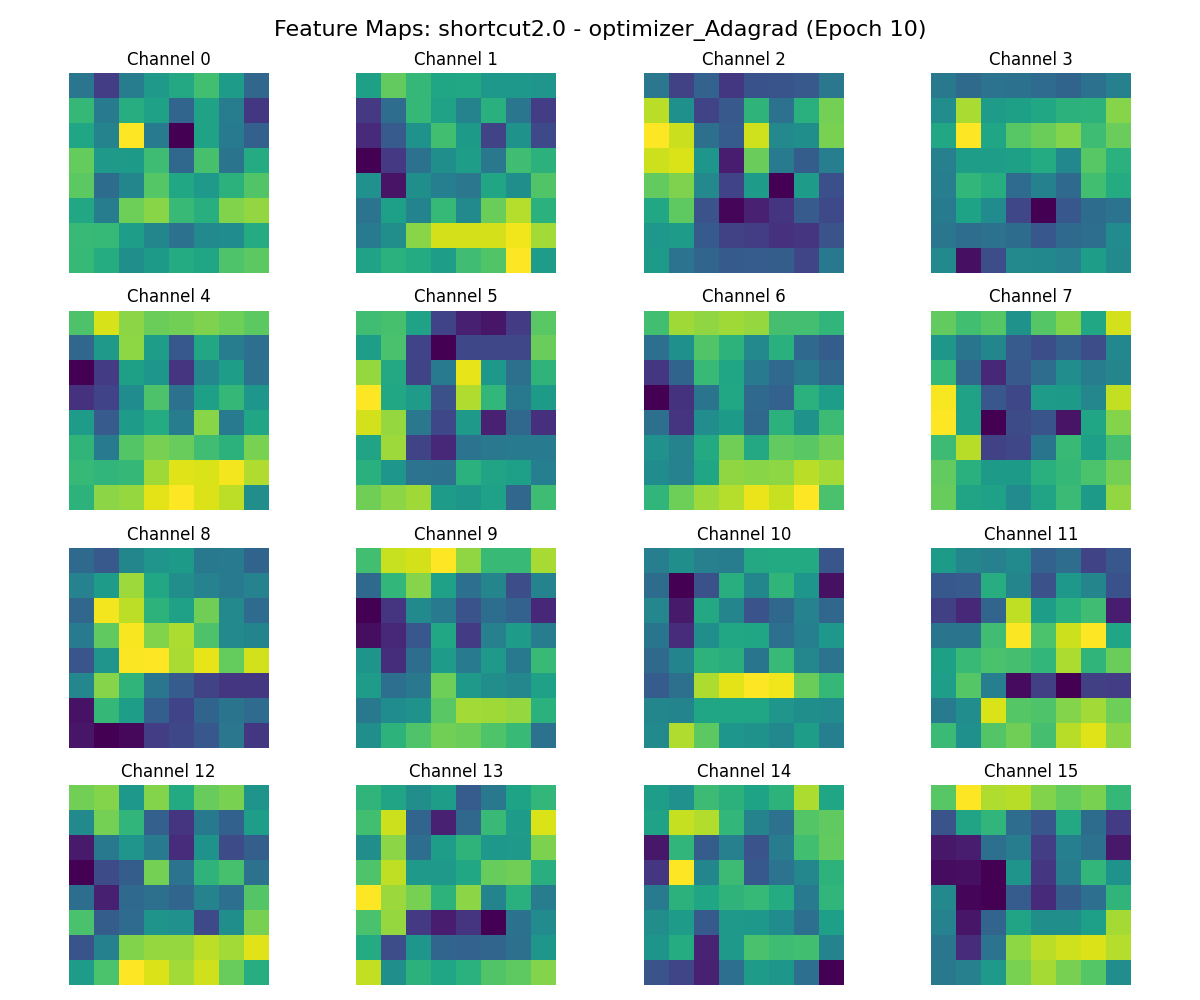 Feature Maps: shortcut2.0 - optimizer_Adagrad (Epoch 10)
Channel 0
Channel 1
Channel 2
Channel 3
Channel 4
Channel 5
Channel 6
Channel 7
Channel 8
Channel 9
Channel 10
Channel 11
Channel 12
Channel 13
Channel 14
Channel 15